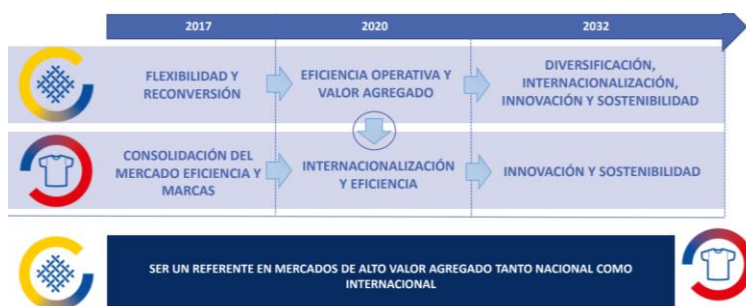 2017
2020
2032
FLEXIBILIDAD Y
RECONVERSIÓN
EFICIENCIA OPERATIVA Y
VALOR AGREGADO
DIVERSIFICACIÓN,
INTERNACIONALIZACIÓN,
INNOVACIÓN Y SOSTENIBILIDAD
CONSOLIDACIÓN DEL
MERCADO EFICIENCIA Y
MARCAS
INTERNACIONALIZACIÓN
Y EFICIENCIA
INNOVACIÓN Y SOSTENIBILIDAD
SER UN REFERENTE EN MERCADOS DE ALTO VALOR AGREGADO TANTO NACIONAL COMO
INTERNACIONAL